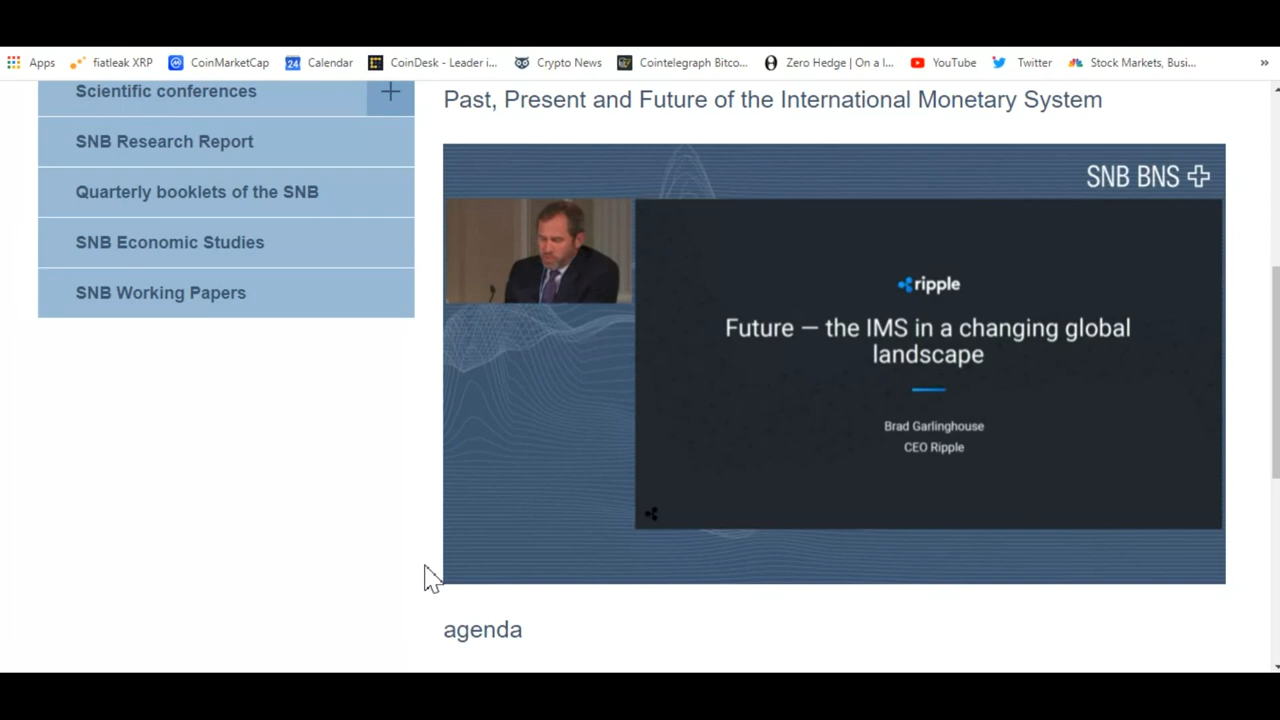 Apps
fiatleak XRP
CoinMarketCap
24
Calendar
CoinDesk - Leader i...
Crypto News
Cointelegraph Bitco...
Zero Hedge | On a l...
YouTube
Twitter
Stock Markets, Busi...
»
Scientific conferences
SNB Research Report
Quarterly booklets of the SNB
SNB Economic Studies
SNB Working Papers
Past, Present and Future of the International Monetary System
SNB BNS
ripple
Future — the IMS in a changing global
landscape
Brad Garlinghouse
CEO Ripple
agenda